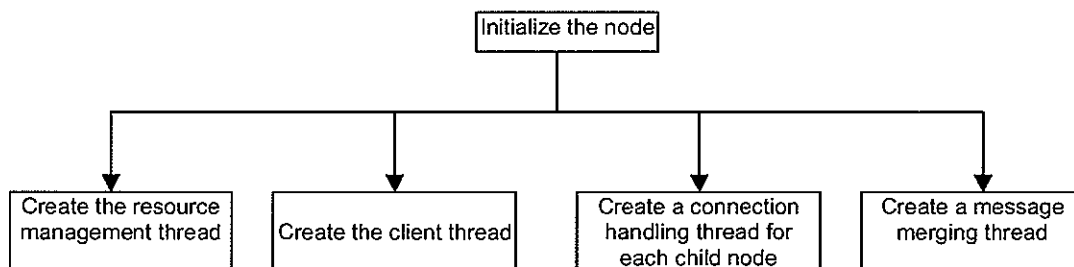 Initialize the node
Create the resource
management thread
Create the client thread
Create a connection
handling thread for
each child node
Create a message
merging thread